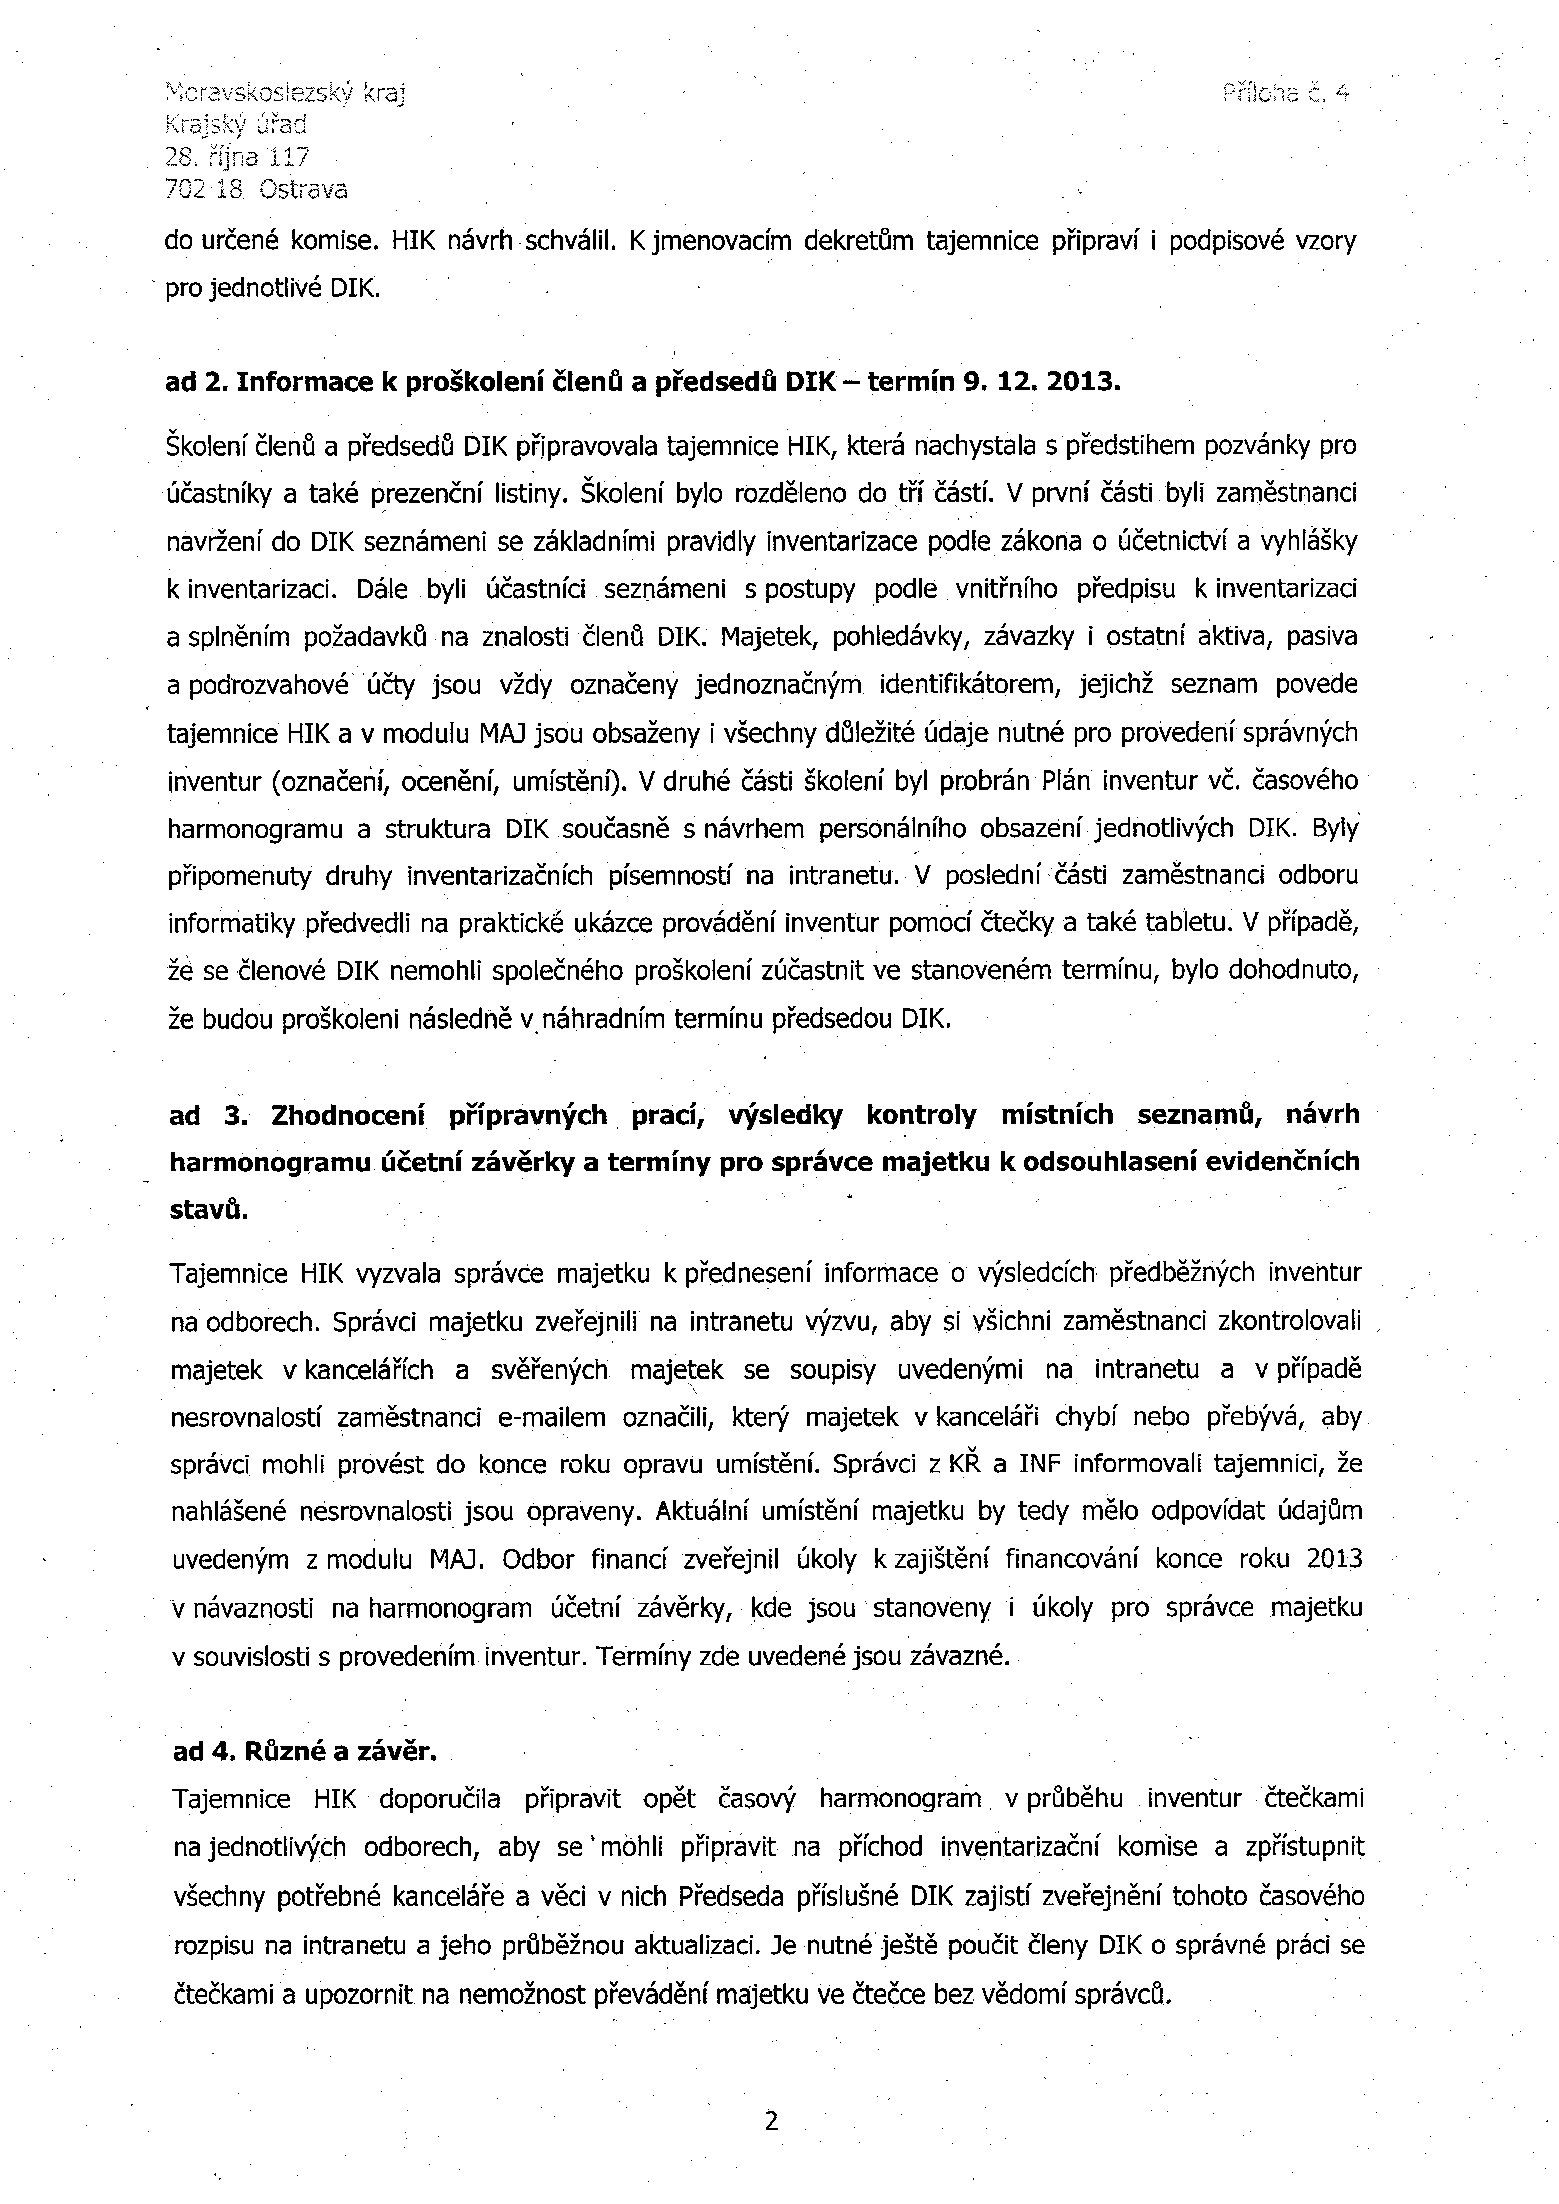 Moravskoslezský kraj Příloha č. 4
Krajský úřad
28. října 117
702 18 Ostrava
do určené komise. HIK návrh schválil. K jmenovacím dekretům tajemnice připraví i podpisové vzory
pro jednotlivé DIK.
ad 2. Informace k proškolení členů a předsedů DIK – termín 9. 12. 2013.
Školení členů a předsedů DIK připravovala tajemnice HIK, která nachystala s předstihem pozvánky pro
účastníky a také prezenční listiny. Školení bylo rozděleno do tří částí. V první části byli zaměstnanci
navržení do DIK seznámeni se základními pravidly inventarizace podle zákona o účetnictví a vyhlášky
k inventarizaci. Dále byli účastníci seznámeni s postupy podle vnitřního předpisu k inventarizaci
a splněním požadavků na znalosti členů DIK. Majetek, pohledávky, závazky i ostatní aktiva, pasiva
a podrozvahové účty jsou vždy označeny jednoznačným identifikátorem, jejichž seznam povede
tajemnice HIK a v modulu MAJ jsou obsaženy i všechny důležité údaje nutné pro provedení správných
inventur (označení, ocenění, umístění). V druhé části školení byl probrán Plán inventur vč. časového
harmonogramu a struktura DIK současně s návrhem personálního obsazení jednotlivých DIK. Byly
připomenuty druhy inventarizačních písemností na intranetu. V poslední části zaměstnanci odboru
informatiky předvedli na praktické ukázce provádění inventur pomocí čtečky a také tabletu. V případě,
že se členové DIK nemohli společného proškolení zúčastnit ve stanoveném termínu, bylo dohodnuto,
že budou proškoleni následně v náhradním termínu předsedou DIK.
ad 3. Zhodnocení přípravných prací, výsledky kontroly místních seznamů, návrh
harmonogramu účetní závěrky a termíny pro správce majetku k odsouhlasení evidenčních
stavů.
Tajemnice HIK vyzvala správce majetku k přednesení informace o výsledcích předběžných inventur
na odborech. Správci majetku zveřejnili na intranetu výzvu, aby si všichni zaměstnanci zkontrolovali
majetek v kancelářích a svěřených majetek se soupisy uvedenými na intranetu a v případě
nesrovnalostí zaměstnanci e-mailem označili, který majetek v kanceláři chybí nebo přebývá, aby
správci mohli provést do konce roku opravu umístění. Správci z KŘ a INF informovali tajemnici, že
nahlášené nesrovnalosti jsou opraveny. Aktuální umístění majetku by tedy mělo odpovídat údajům
uvedeným z modulu MAJ. Odbor financí zveřejnil úkoly k zajištění financování konce roku 2013
v návaznosti na harmonogram účetní závěrky, kde jsou stanoveny i úkoly pro správce majetku
v souvislosti s provedením inventur. Termíny zde uvedené jsou závazné.
ad 4. Různé a závěr.
Tajemnice HIK doporučila připravit opět časový harmonogram v průběhu inventur čtečkami
na jednotlivých odborech, aby se mohli připravit na příchod inventarizační komise a zpřístupnit
všechny potřebné kanceláře a věci v nich Předseda příslušné DIK zajistí zveřejnění tohoto časového
rozpisu na intranetu a jeho průběžnou aktualizaci. Je nutné ještě poučit členy DIK o správné práci se
čtečkami a upozornit na nemožnost převádění majetku ve čtečce bez vědomí správců.
2